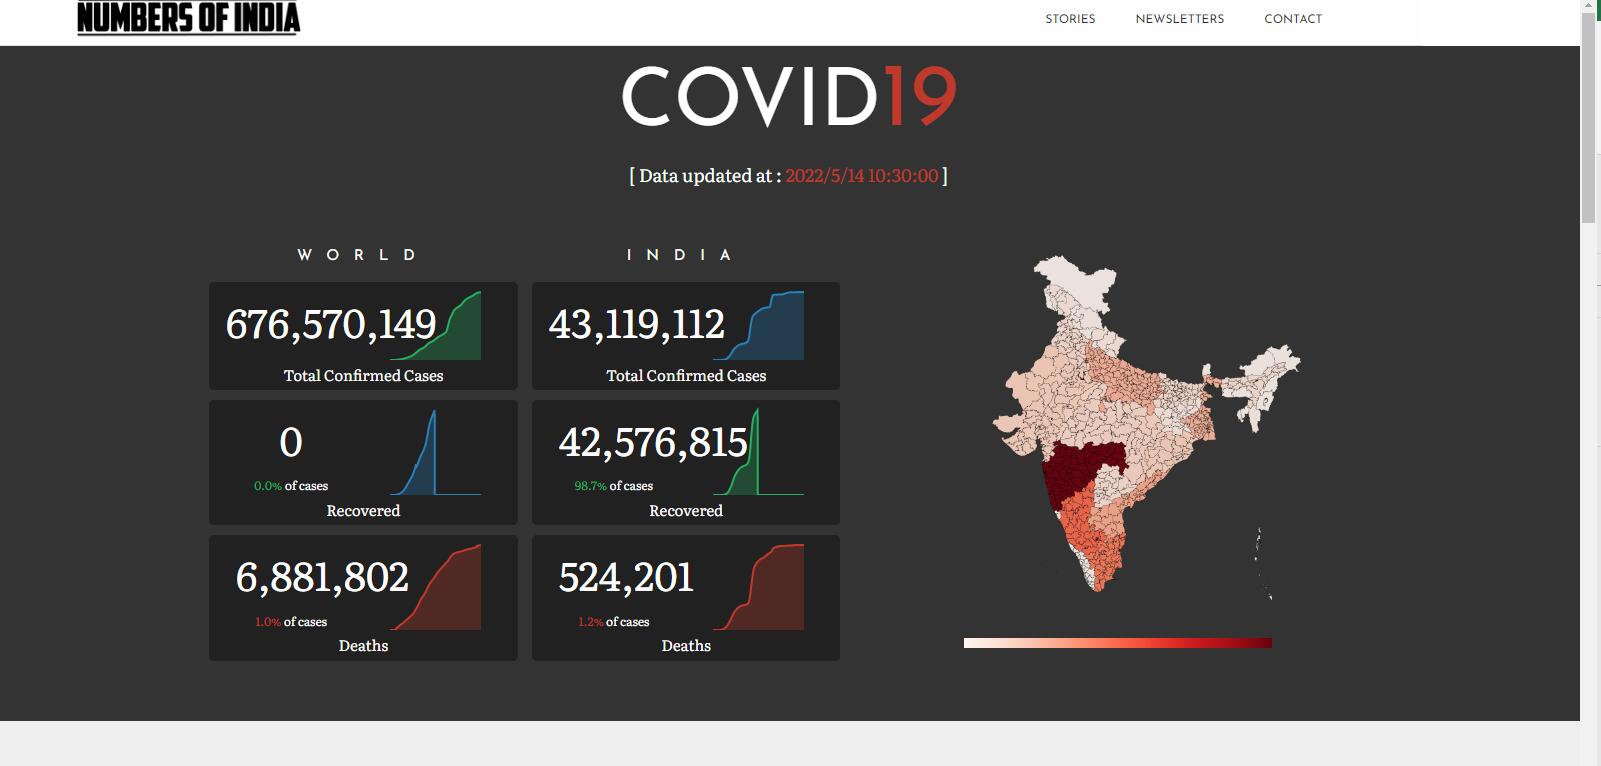 NUMBERS OF INDIA
STORIES NEWSLETTERS CONTACT
COVID19
[ Data updated at : 2022/5/14 10:30:00 ]
WORLD
676,570,149
Total Confirmed Cases
0
0.0% of cases
Recovered
6,881,802
1.0% of cases
Deaths
INDIA
43,119,112
Total Confirmed Cases
42,576,815
98.7% of cases
Recovered
524,201
1.2% of cases
Deaths